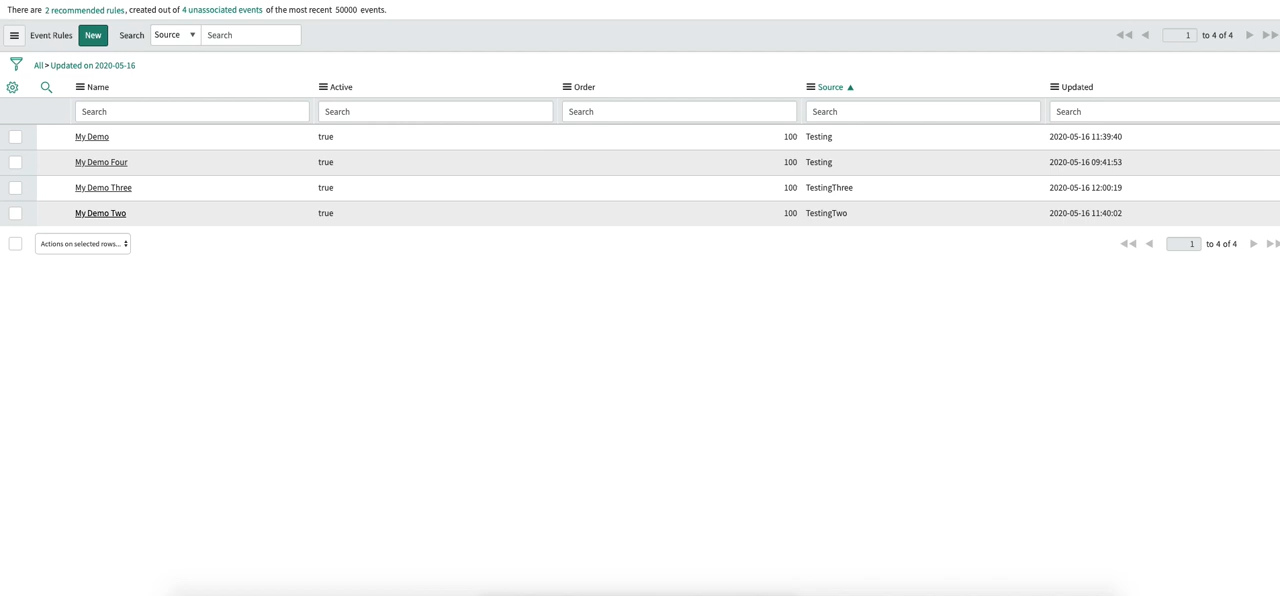 There are 2 recommended rules, created out of 4 unassociated events of the most recent 50000 events.
Event Rules New Search Source Search 1 to 4 of 4
All > Updated on 2020-05-16
Name Active Order Source Updated
Search Search Search Search Search
My Demo true 100 Testing 2020-05-16 11:39:40
My Demo Four true 100 Testing 2020-05-16 09:41:53
My Demo Three true 100 TestingThree 2020-05-16 12:00:19
My Demo Two true 100 TestingTwo 2020-05-16 11:40:02
Actions on selected rows... 1 to 4 of 4